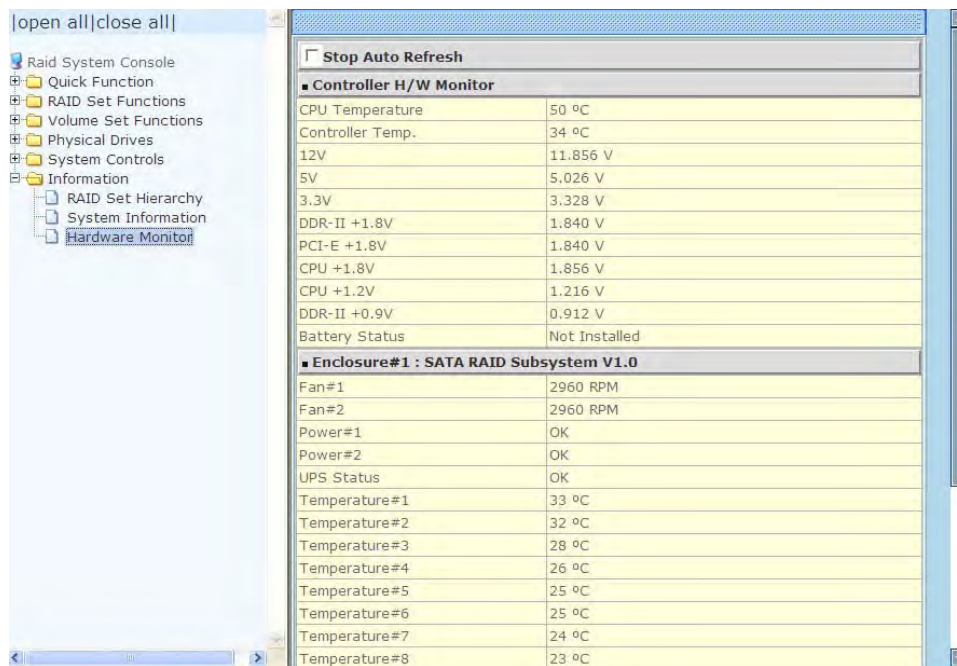 |open all|close all|
Raid System Console
Quick Function
RAID Set Functions
Volume Set Functions
Physical Drives
System Controls
Information
RAID Set Hierarchy
System Information
Hardware Monitor
Stop Auto Refresh
Controller H/W Monitor
CPU Temperature 50 ºC
Controller Temp. 34 ºC
12V 11.856 V
5V 5.026 V
3.3V 3.328 V
DDR-II +1.8V 1.840 V
PCI-E +1.8V 1.840 V
CPU +1.8V 1.856 V
CPU +1.2V 1.216 V
DDR-II +0.9V 0.912 V
Battery Status Not Installed
Enclosure#1 : SATA RAID Subsystem V1.0
Fan#1 2960 RPM
Fan#2 2960 RPM
Power#1 OK
Power#2 OK
UPS Status OK
Temperature#1 33 ºC
Temperature#2 32 ºC
Temperature#3 28 ºC
Temperature#4 26 ºC
Temperature#5 25 ºC
Temperature#6 25 ºC
Temperature#7 24 ºC
Temperature#8 23 ºC